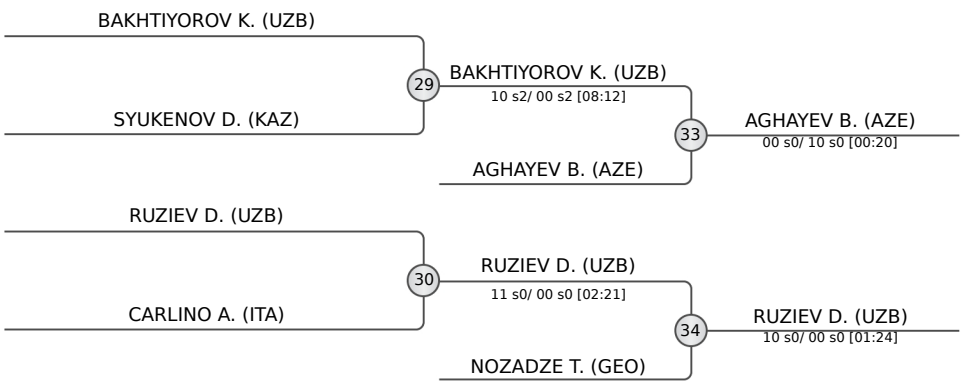 BAKHTIYOROV K. (UZB)
29
BAKHTIYOROV K. (UZB)
10 s2/ 00 s2 [08:12]
SYUKENOV D. (KAZ)
33
AGHAYEV B. (AZE)
00 s0/ 10 s0 [00:20]
AGHAYEV B. (AZE)
RUZIEV D. (UZB)
30
RUZIEV D. (UZB)
11 s0/ 00 s0 [02:21]
CARLINO A. (ITA)
34
RUZIEV D. (UZB)
10 s0/ 00 s0 [01:24]
NOZADZE T. (GEO)